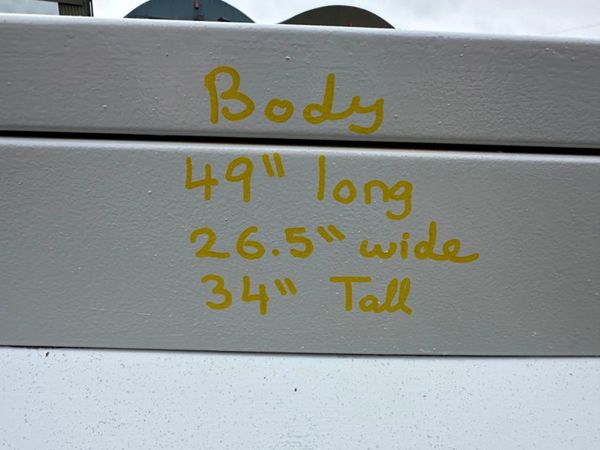 Body
49" long
26.5" wide
34" Tall